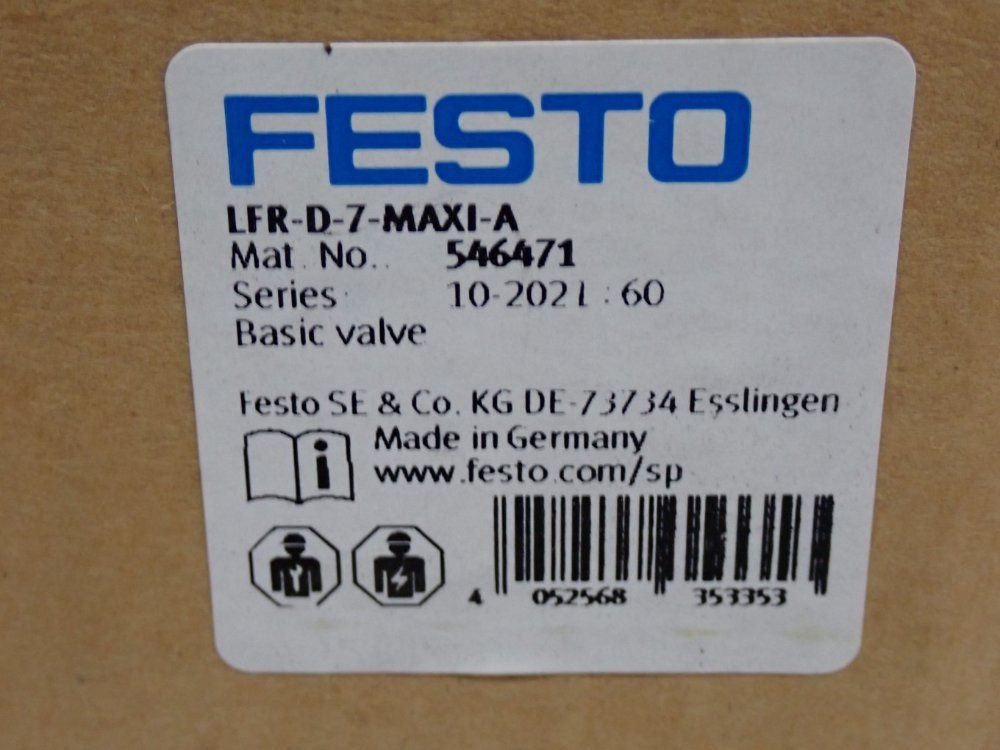 FESTO
LFR-D-7-MAXI-A
Mat. No.. 546471
Series 10-2021 : 60
Basic valve
Festo SE & Co. KG DE-73734 Esslingen
Made in Germany
www.festo.com/sp
4 052568 353353